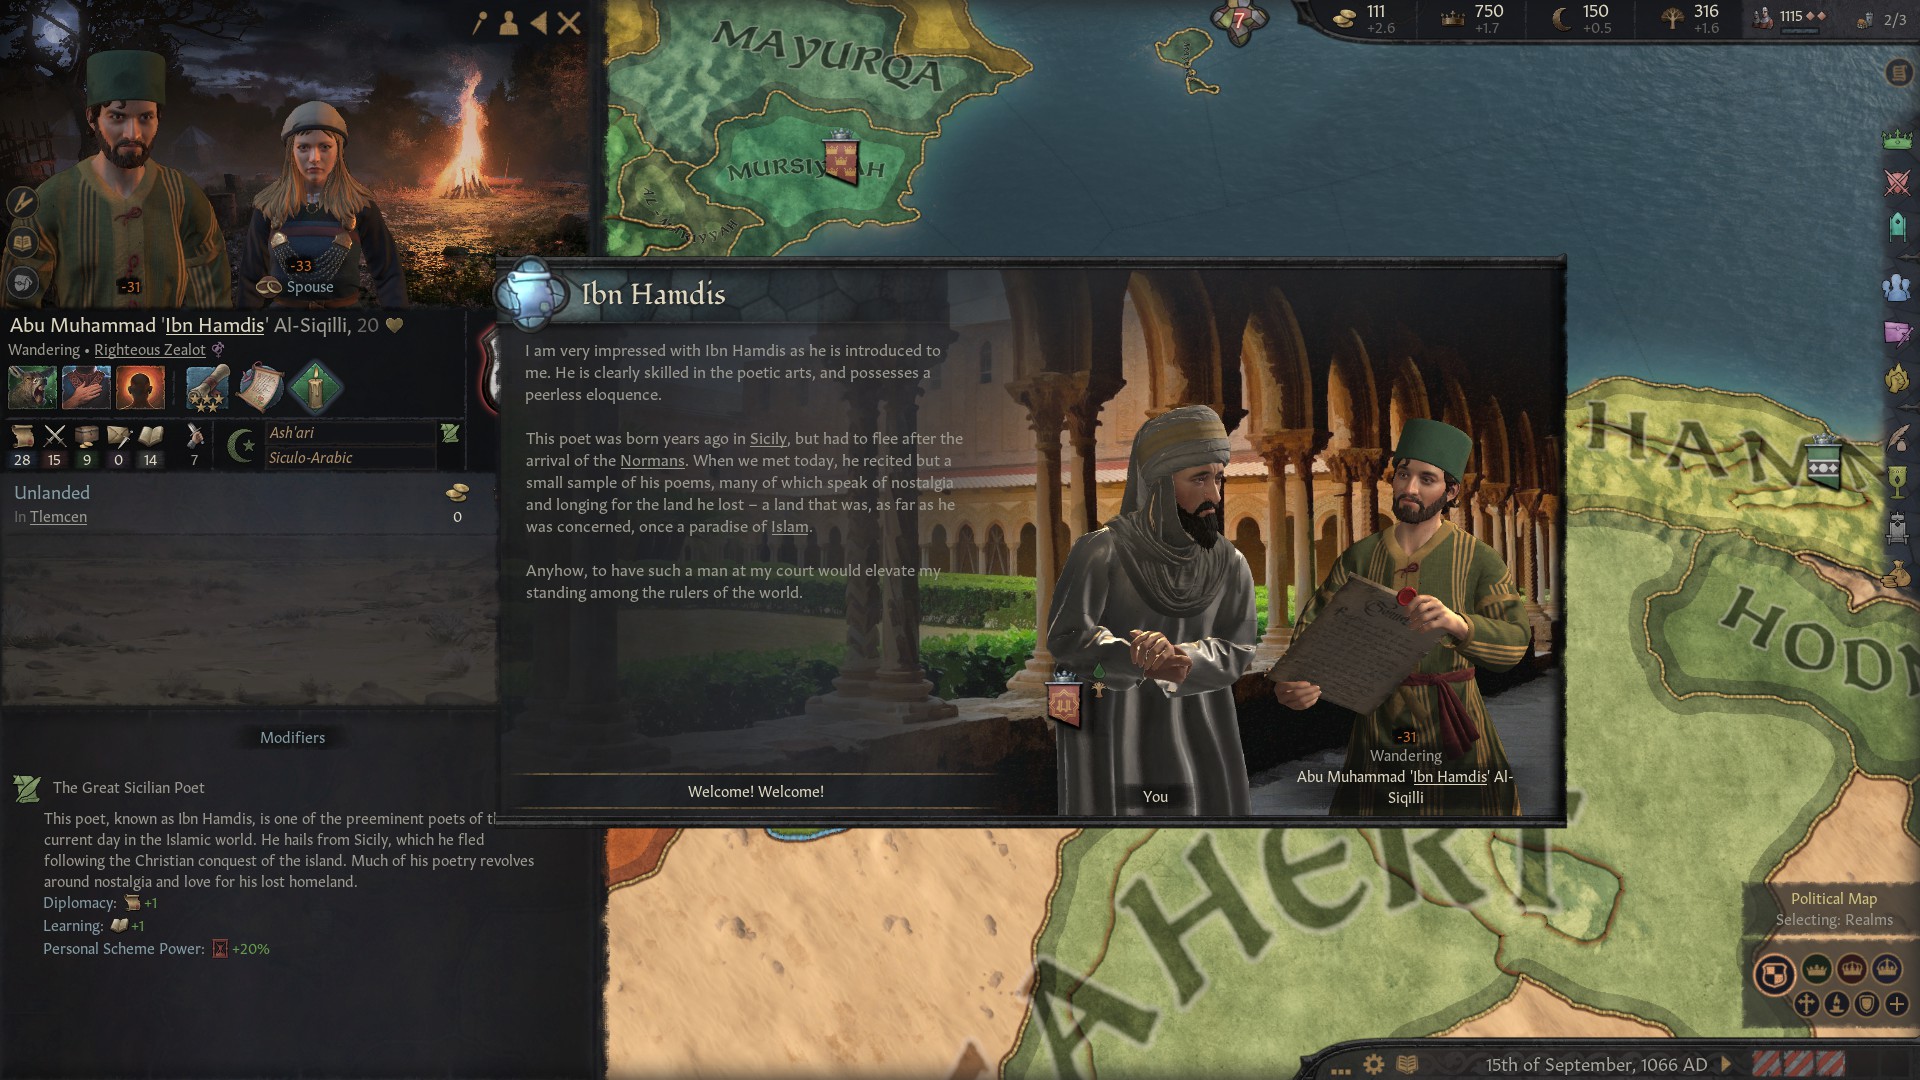 MAYURQA
MURSIYYAH
7
111
+2.6
750
+1.7
150
+0.5
316
+1.6
1115
2/3
-31
-33
Spouse
Abu Muhammad 'Ibn Hamdis' Al-Siqilli, 20
Wandering • Righteous Zealot
28 15 9 0 14 7
Ash'ari
Siculo-Arabic
Unlanded
In Tlemcen
0
Modifiers
The Great Sicilian Poet
This poet, known as Ibn Hamdis, is one of the preeminent poets of th
current day in the Islamic world. He hails from Sicily, which he fled
following the Christian conquest of the island. Much of his poetry revolves
around nostalgia and love for his lost homeland.
Diplomacy: +1
Learning: +1
Personal Scheme Power: +20%
Ibn Hamdis
I am very impressed with Ibn Hamdis as he is introduced to
me. He is clearly skilled in the poetic arts, and possesses a
peerless eloquence.
This poet was born years ago in Sicily, but had to flee after the
arrival of the Normans. When we met today, he recited but a
small sample of his poems, many of which speak of nostalgia
and longing for the land he lost – a land that was, as far as he
was concerned, once a paradise of Islam.
Anyhow, to have such a man at my court would elevate my
standing among the rulers of the world.
Welcome! Welcome!
You
-31
Wandering
Abu Muhammad 'Ibn Hamdis' Al-
Siqilli
HAMM
HODN
AHERT
Political Map
Selecting: Realms
15th of September, 1066 AD